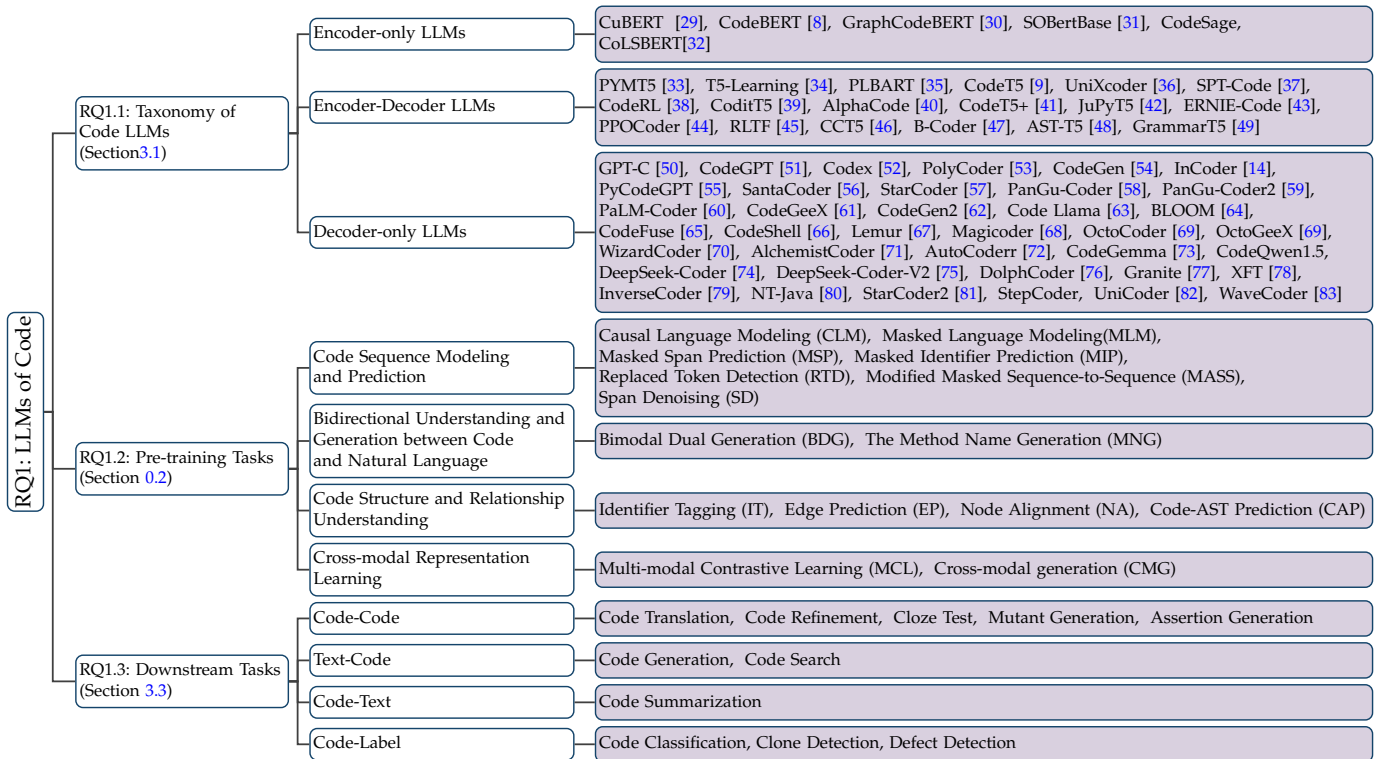 RQ1: LLMs of Code
RQ1.1: Taxonomy of
Code LLMs
(Section3.1)
Encoder-only LLMs
CuBERT [29], CodeBERT [8], GraphCodeBERT [30], SOBertBase [31], CodeSage,
CoLSBERT[32]
Encoder-Decoder LLMs
PYMT5 [33], T5-Learning [34], PLBART [35], CodeT5 [9], UniXcoder [36], SPT-Code [37],
CodeRL [38], CoditT5 [39], AlphaCode [40], CodeT5+ [41], JuPyT5 [42], ERNIE-Code [43],
PPOCoder [44], RLTF [45], CCT5 [46], B-Coder [47], AST-T5 [48], GrammarT5 [49]
Decoder-only LLMs
GPT-C [50], CodeGPT [51], Codex [52], PolyCoder [53], CodeGen [54], InCoder [14],
PyCodeGPT [55], SantaCoder [56], StarCoder [57], PanGu-Coder [58], PanGu-Coder2 [59],
PaLM-Coder [60], CodeGeeX [61], CodeGen2 [62], Code Llama [63], BLOOM [64],
CodeFuse [65], CodeShell [66], Lemur [67], Magicoder [68], OctoCoder [69], OctoGeeX [69],
WizardCoder [70], AlchemistCoder [71], AutoCoderr [72], CodeGemma [73], CodeQwen1.5,
DeepSeek-Coder [74], DeepSeek-Coder-V2 [75], DolphCoder [76], Granite [77], XFT [78],
InverseCoder [79], NT-Java [80], StarCoder2 [81], StepCoder, UniCoder [82], WaveCoder [83]
RQ1.2: Pre-training Tasks
(Section 0.2)
Code Sequence Modeling
and Prediction
Causal Language Modeling (CLM), Masked Language Modeling(MLM),
Masked Span Prediction (MSP), Masked Identifier Prediction (MIP),
Replaced Token Detection (RTD), Modified Masked Sequence-to-Sequence (MASS),
Span Denoising (SD)
Bidirectional Understanding and
Generation between Code
and Natural Language
Bimodal Dual Generation (BDG), The Method Name Generation (MNG)
Code Structure and Relationship
Understanding
Identifier Tagging (IT), Edge Prediction (EP), Node Alignment (NA), Code-AST Prediction (CAP)
Cross-modal Representation
Learning
Multi-modal Contrastive Learning (MCL), Cross-modal generation (CMG)
RQ1.3: Downstream Tasks
(Section 3.3)
Code-Code
Code Translation, Code Refinement, Cloze Test, Mutant Generation, Assertion Generation
Text-Code
Code Generation, Code Search
Code-Text
Code Summarization
Code-Label
Code Classification, Clone Detection, Defect Detection